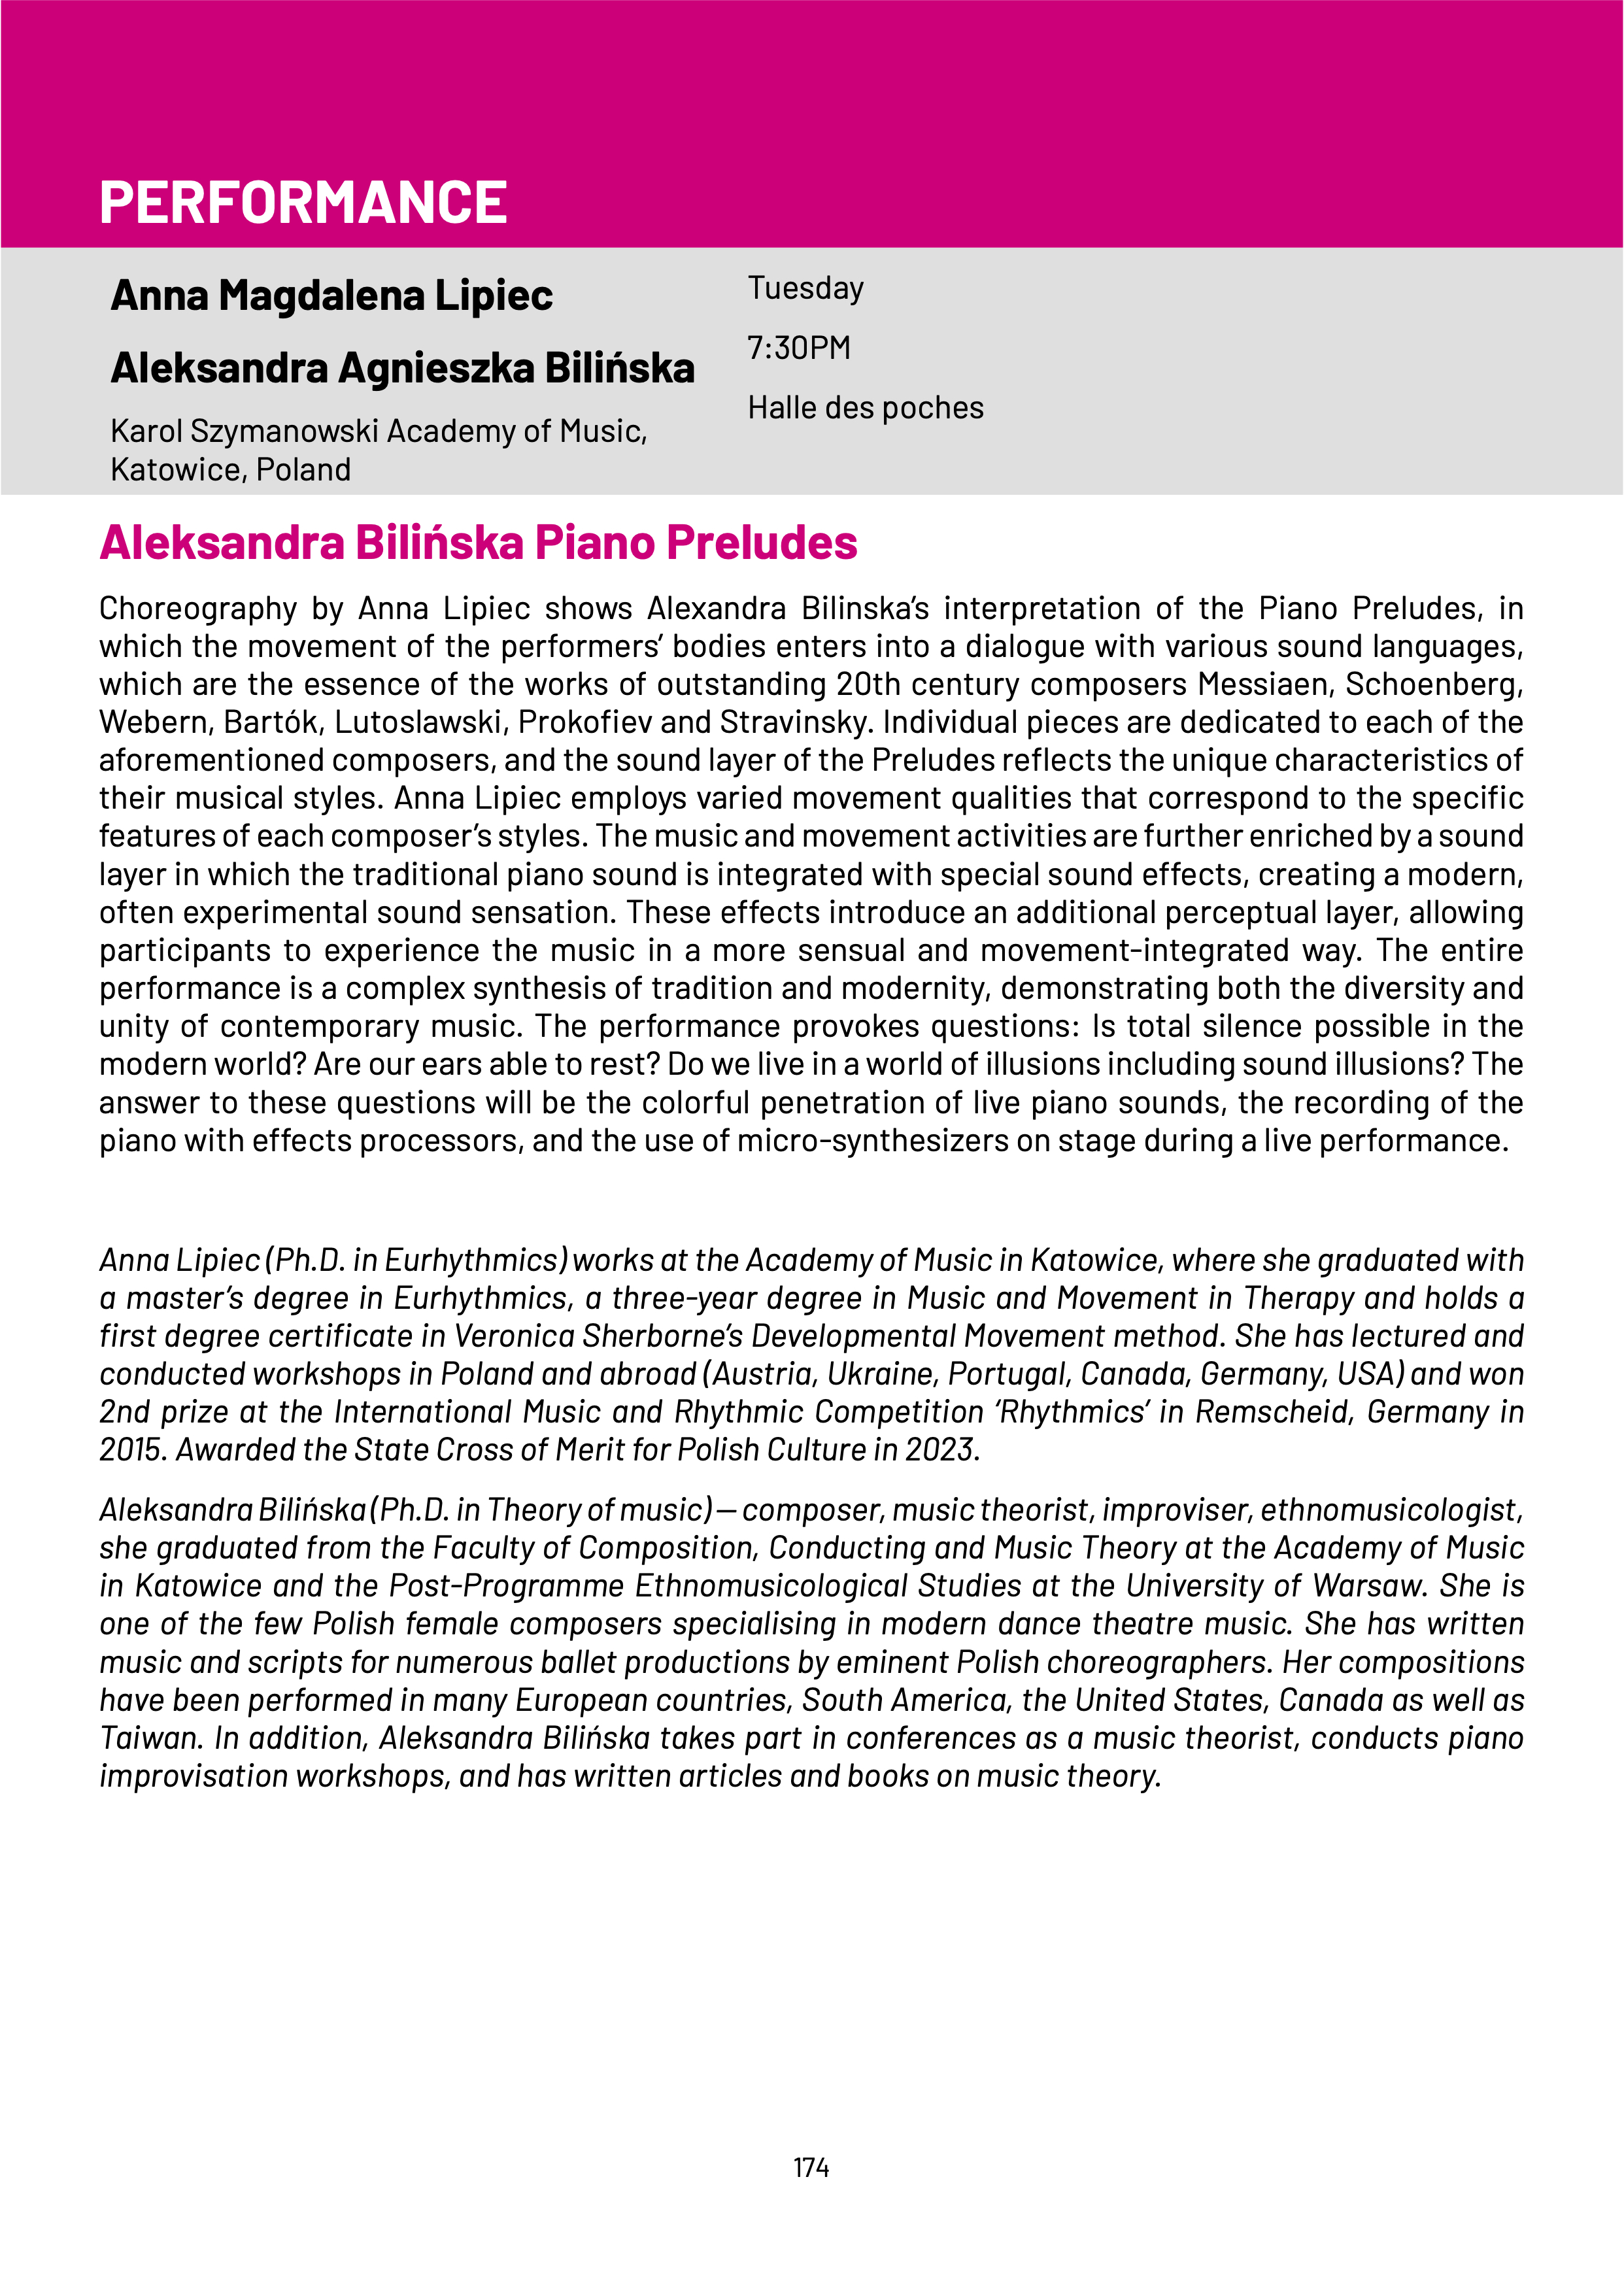 PERFORMANCE
Anna Magdalena Lipiec
Aleksandra Agnieszka Bilińska
Karol Szymanowski Academy of Music,
Katowice, Poland
Tuesday
7:30PM
Halle des poches
Aleksandra Bilińska Piano Preludes
Choreography by Anna Lipiec shows Alexandra Bilinska’s interpretation of the Piano Preludes, in
which the movement of the performers’ bodies enters into a dialogue with various sound languages,
which are the essence of the works of outstanding 20th century composers Messiaen, Schoenberg,
Webern, Bartók, Lutoslawski, Prokofiev and Stravinsky. Individual pieces are dedicated to each of the
aforementioned composers, and the sound layer of the Preludes reflects the unique characteristics of
their musical styles. Anna Lipiec employs varied movement qualities that correspond to the specific
features of each composer’s styles. The music and movement activities are further enriched by a sound
layer in which the traditional piano sound is integrated with special sound effects, creating a modern,
often experimental sound sensation. These effects introduce an additional perceptual layer, allowing
participants to experience the music in a more sensual and movement-integrated way. The entire
performance is a complex synthesis of tradition and modernity, demonstrating both the diversity and
unity of contemporary music. The performance provokes questions: Is total silence possible in the
modern world? Are our ears able to rest? Do we live in a world of illusions including sound illusions? The
answer to these questions will be the colorful penetration of live piano sounds, the recording of the
piano with effects processors, and the use of micro-synthesizers on stage during a live performance.
Anna Lipiec (Ph.D. in Eurhythmics) works at the Academy of Music in Katowice, where she graduated with
a master’s degree in Eurhythmics, a three-year degree in Music and Movement in Therapy and holds a
first degree certificate in Veronica Sherborne’s Developmental Movement method. She has lectured and
conducted workshops in Poland and abroad (Austria, Ukraine, Portugal, Canada, Germany, USA) and won
2nd prize at the International Music and Rhythmic Competition ‘Rhythmics’ in Remscheid, Germany in
2015. Awarded the State Cross of Merit for Polish Culture in 2023.
Aleksandra Bilińska (Ph.D. in Theory of music) — composer, music theorist, improviser, ethnomusicologist,
she graduated from the Faculty of Composition, Conducting and Music Theory at the Academy of Music
in Katowice and the Post-Programme Ethnomusicological Studies at the University of Warsaw. She is
one of the few Polish female composers specialising in modern dance theatre music. She has written
music and scripts for numerous ballet productions by eminent Polish choreographers. Her compositions
have been performed in many European countries, South America, the United States, Canada as well as
Taiwan. In addition, Aleksandra Bilińska takes part in conferences as a music theorist, conducts piano
improvisation workshops, and has written articles and books on music theory.
174